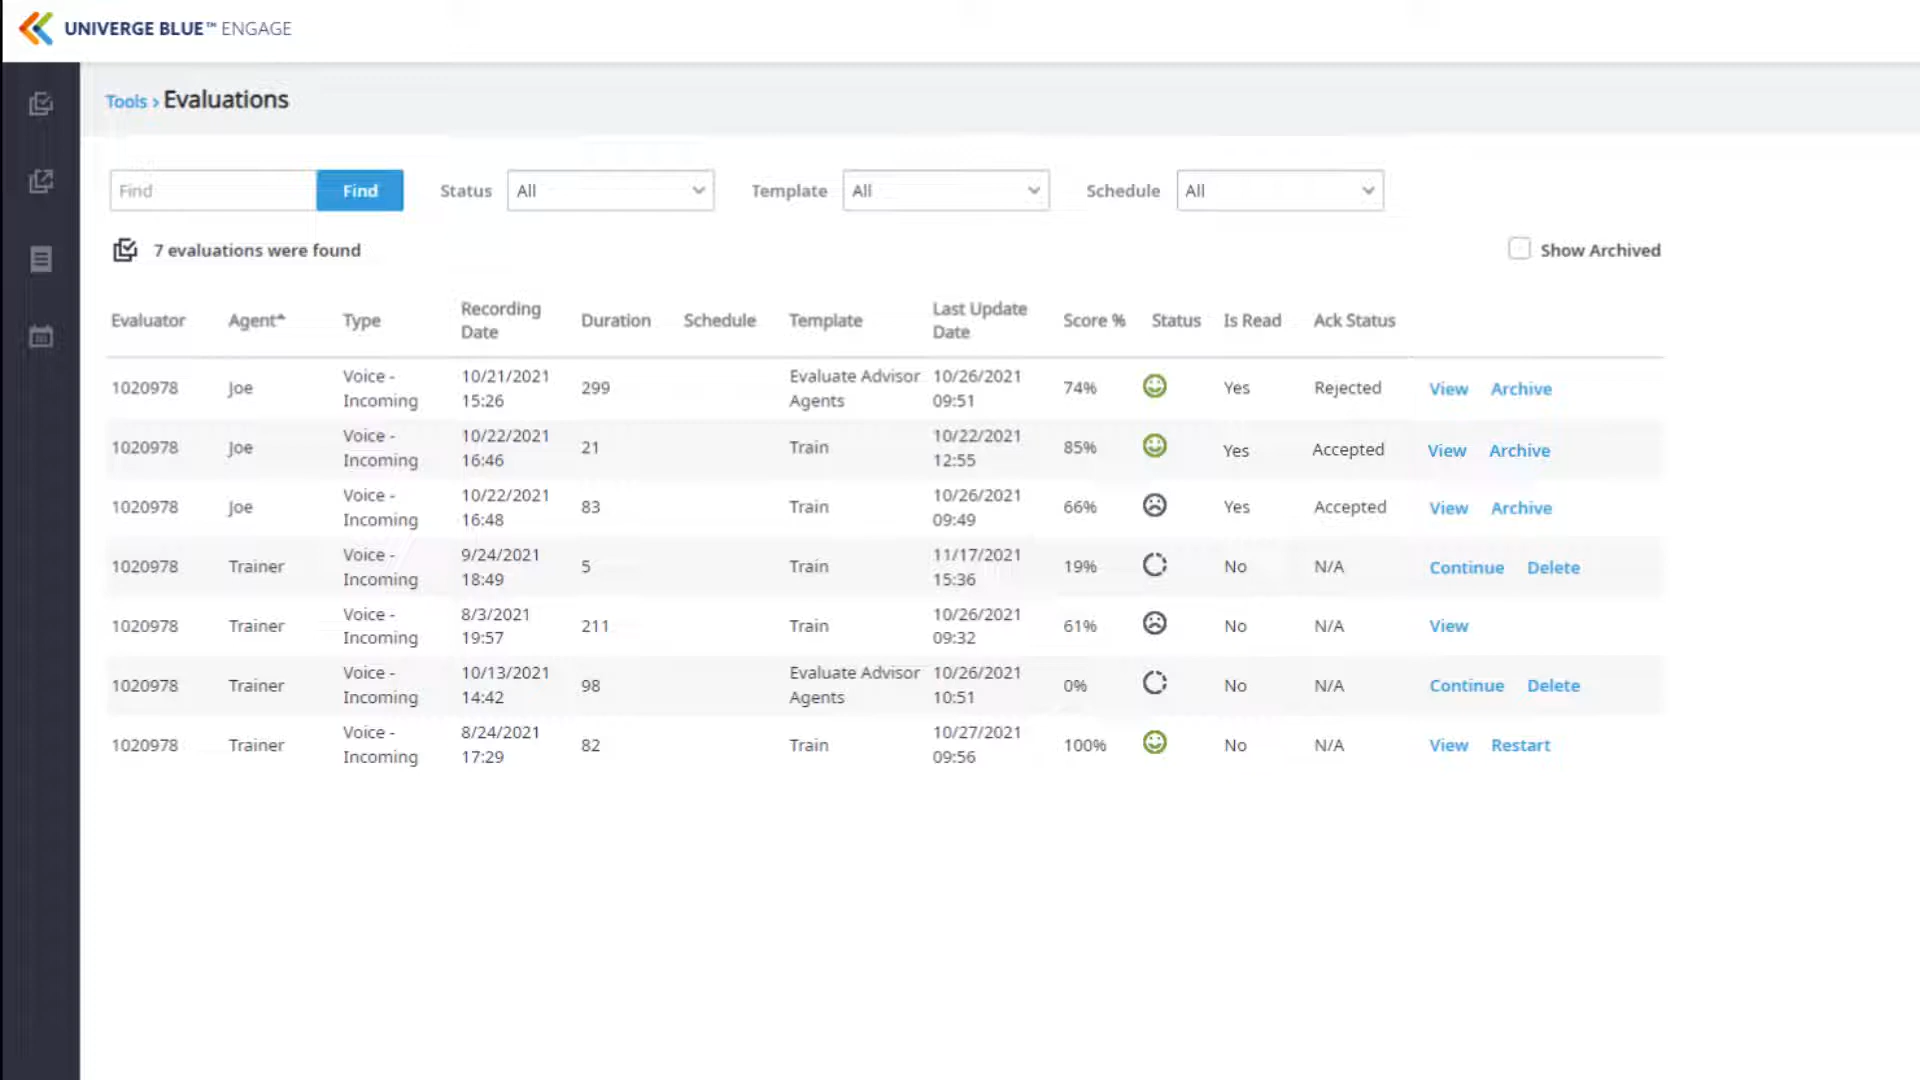 UNIVERGE BLUE™ ENGAGE
Tools › Evaluations
Find Find Status All Template All Schedule All
7 evaluations were found Show Archived
Evaluator Agent* Type Recording Date Duration Schedule Template Last Update Date Score % Status Is Read Ack Status
1020978 Joe Voice - Incoming 10/21/2021 15:26 299 Evaluate Advisor Agents 10/26/2021 09:51 74% Yes Rejected View Archive
1020978 Joe Voice - Incoming 10/22/2021 16:46 21 Train 10/22/2021 12:55 85% Yes Accepted View Archive
1020978 Joe Voice - Incoming 10/22/2021 16:48 83 Train 10/26/2021 09:49 66% Yes Accepted View Archive
1020978 Trainer Voice - Incoming 9/24/2021 18:49 5 Train 11/17/2021 15:36 19% No N/A Continue Delete
1020978 Trainer Voice - Incoming 8/3/2021 19:57 211 Train 10/26/2021 09:32 61% No N/A View
1020978 Trainer Voice - Incoming 10/13/2021 14:42 98 Evaluate Advisor Agents 10/26/2021 10:51 0% No N/A Continue Delete
1020978 Trainer Voice - Incoming 8/24/2021 17:29 82 Train 10/27/2021 09:56 100% No N/A View Restart